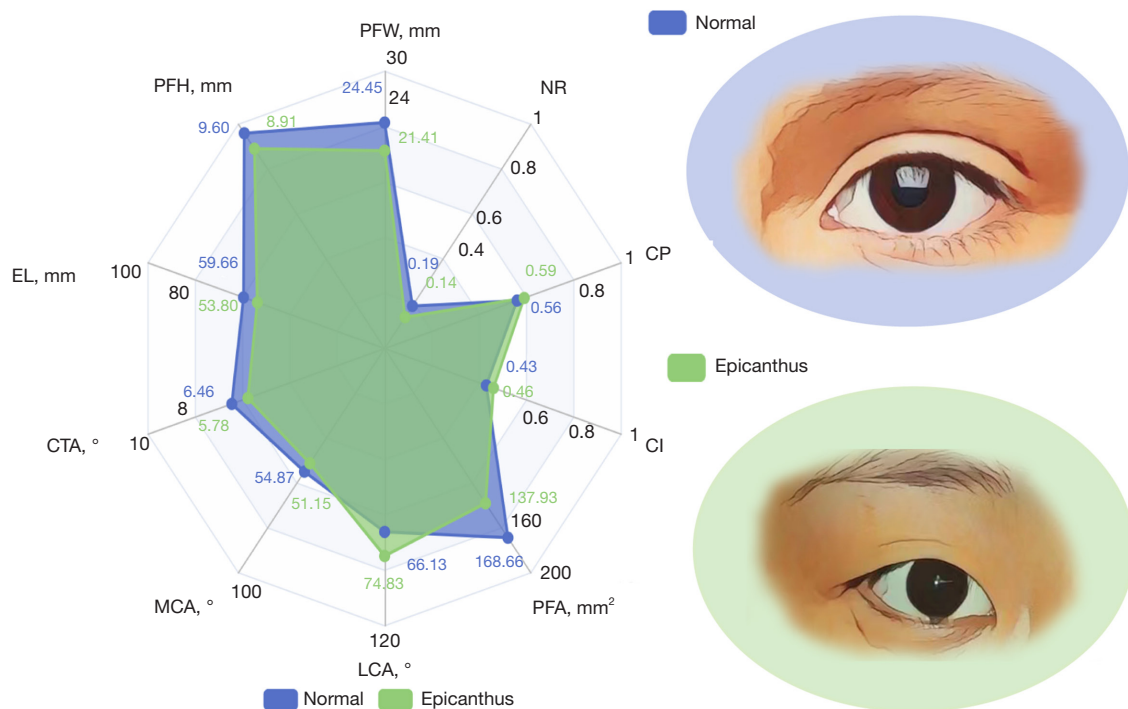 PFW, mm
30
24.45
24
21.41
NR
1
0.8
0.6
0.4
0.19
0.14
PFH, mm
9.60
8.91
CP
1
0.8
0.59
0.56
EL, mm
100
80
59.66
53.80
0.43
0.46
0.6
0.8
1
CI
6.46
8
5.78
10
CTA, °
54.87
51.15
100
MCA, °
137.93
160
168.66
200
PFA, mm²
66.13
74.83
120
LCA, °
Normal
Epicanthus
Normal
Epicanthus